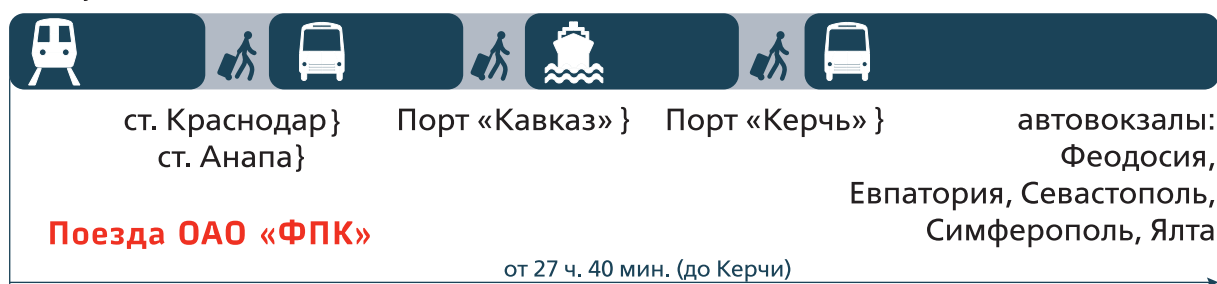 ст. Краснодар} Порт «Кавказ» } Порт «Керчь» } автовокзалы:
ст. Анапа} Феодосия,
Евпатория, Севастополь,
Поезда ОАО «ФПК» Симферополь, Ялта
от 27 ч. 40 мин. (до Керчи)